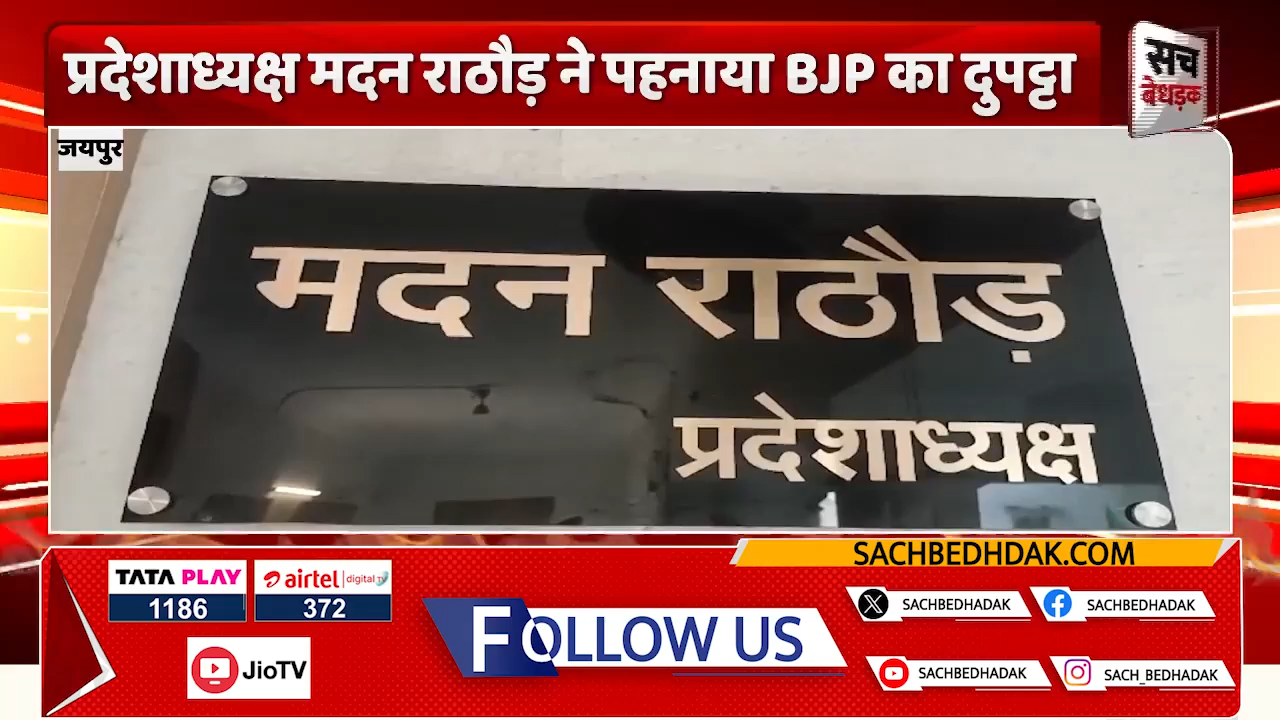 प्रदेशाध्यक्ष मदन राठौड़ ने पहनाया BJP का दुपट्टा
सच
बेधड़क
जयपुर
मदन राठौड़
प्रदेशाध्यक्ष
SACHBEDHDAK.COM
TATA PLAY
1186
airtel digital TV
372
JioTV
FOLLOW US
SACHBEDHADAK
SACHBEDHADAK
SACHBEDHADAK
SACH_BEDHADAK